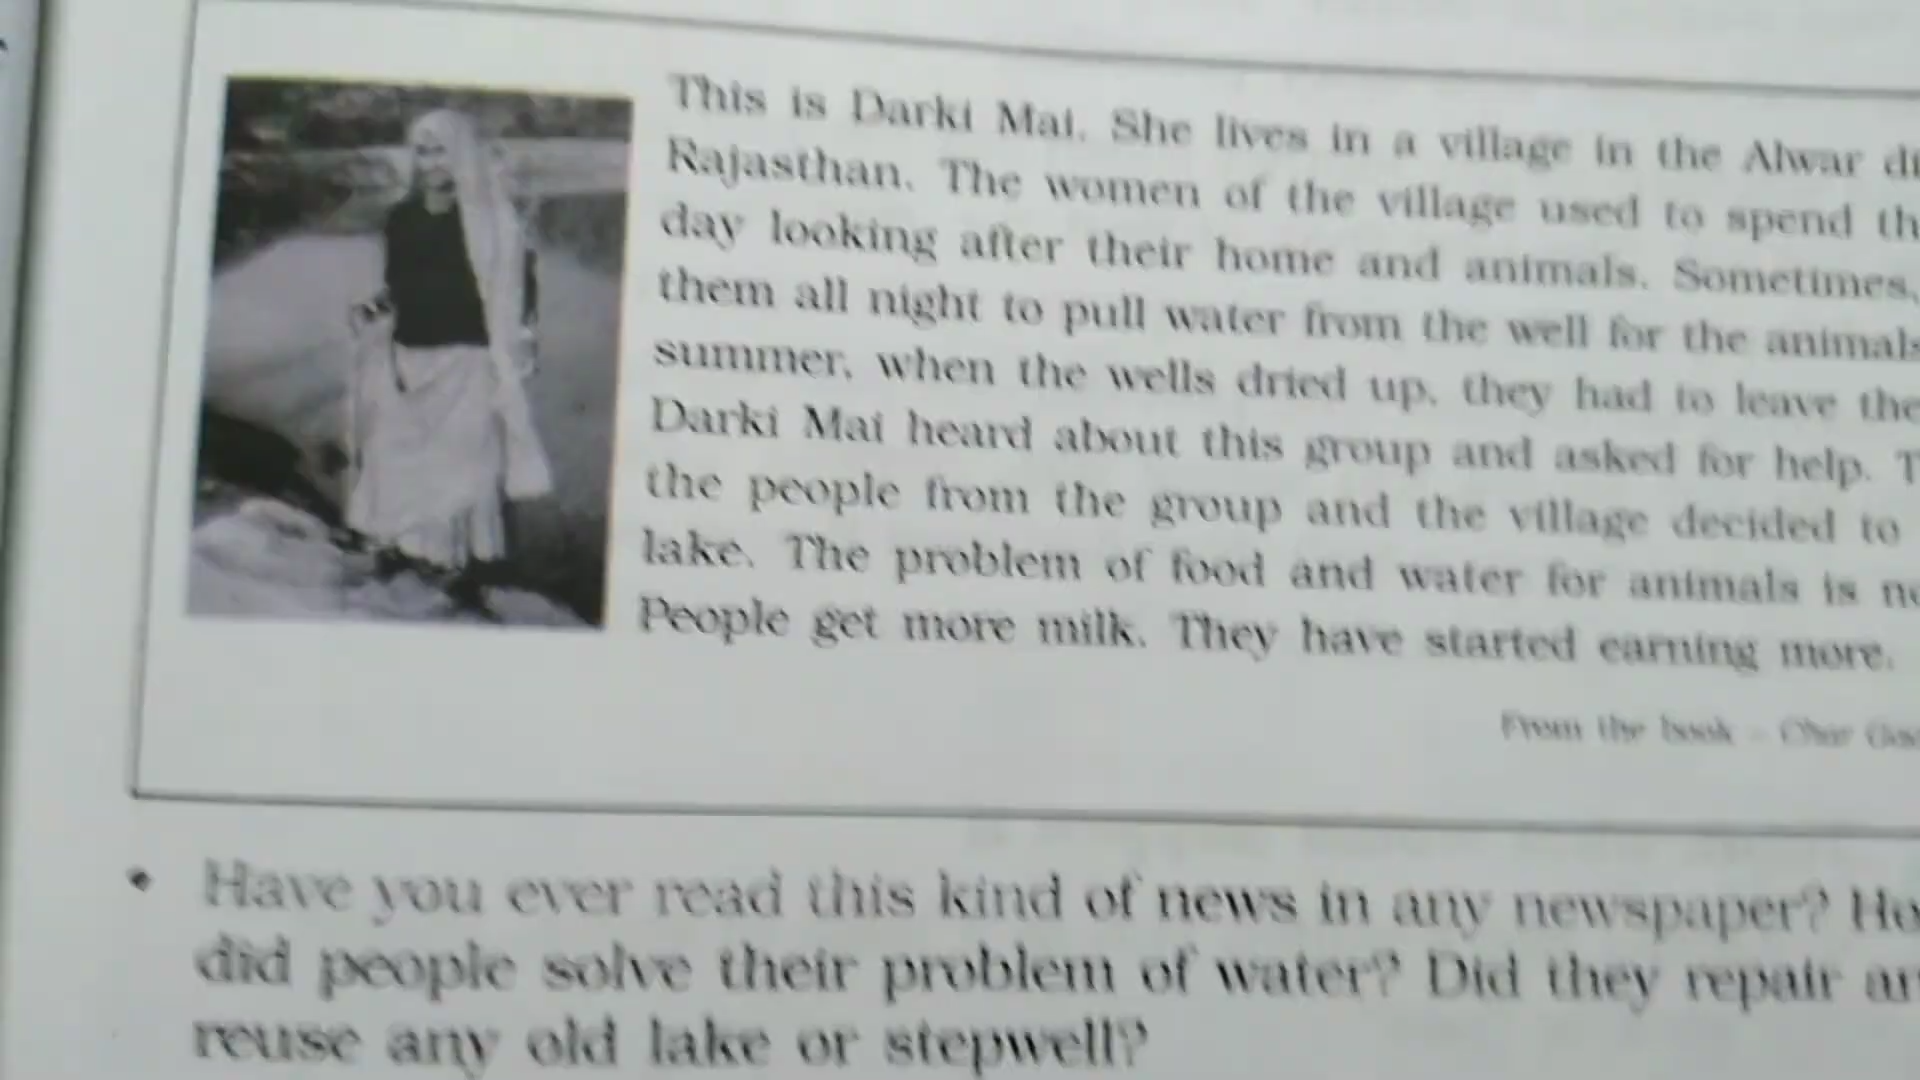 This is Darki Mai. She lives in a village in the Alwar di
Rajasthan. The women of the village used to spend th
day looking after their home and animals. Sometimes,
them all night to pull water from the well for the animals
summer, when the wells dried up, they had to leave the
Darki Mai heard about this group and asked for help. T
the people from the group and the village decided to
lake. The problem of food and water for animals is no
People get more milk. They have started earning more.
From the book – Char Gao
• Have you ever read this kind of news in any newspaper? Ho
did people solve their problem of water? Did they repair an
reuse any old lake or stepwell?